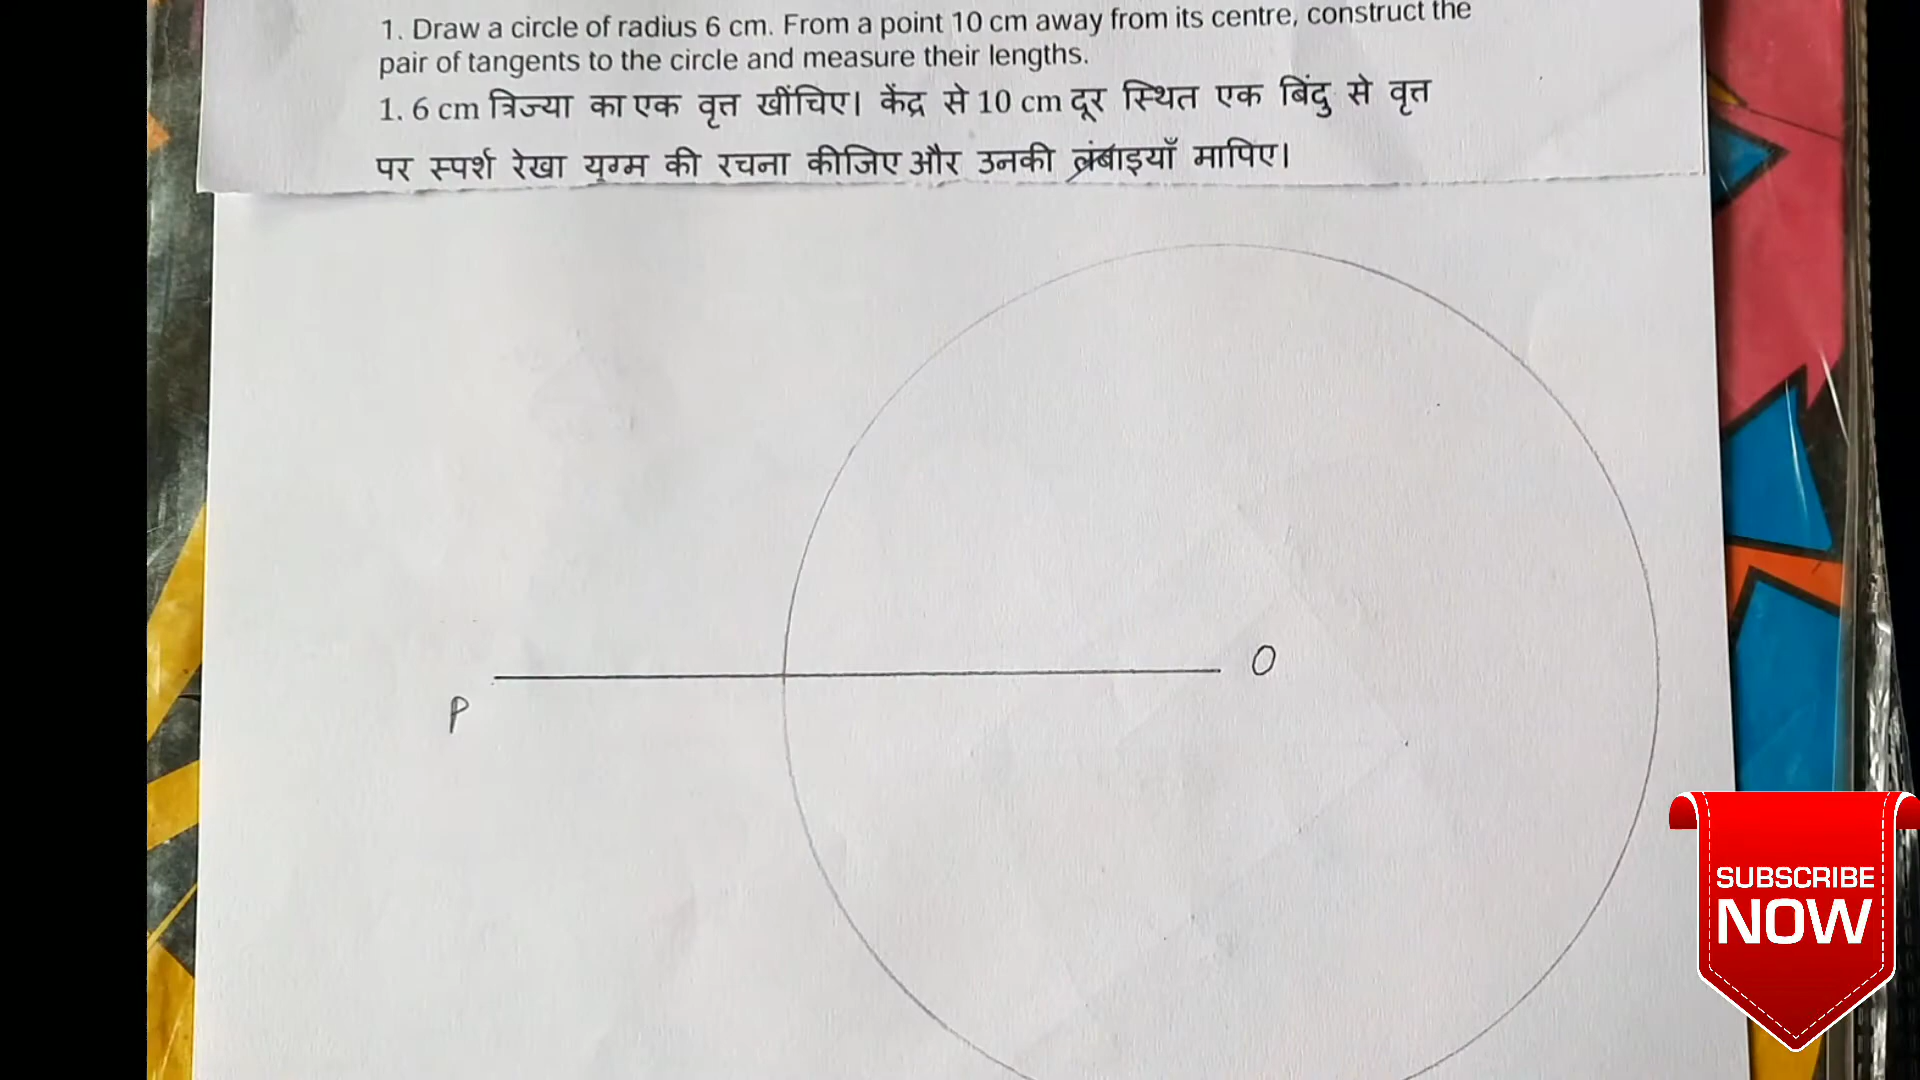 1. Draw a circle of radius 6 cm. From a point 10 cm away from its centre, construct the
pair of tangents to the circle and measure their lengths.
1. 6 cm त्रिज्या का एक वृत्त खींचिए। केंद्र से 10 cm दूर स्थित एक बिंदु से वृत्त
पर स्पर्श रेखा युग्म की रचना कीजिए और उनकी लंबाइयाँ मापिए।
O
P
SUBSCRIBE
NOW